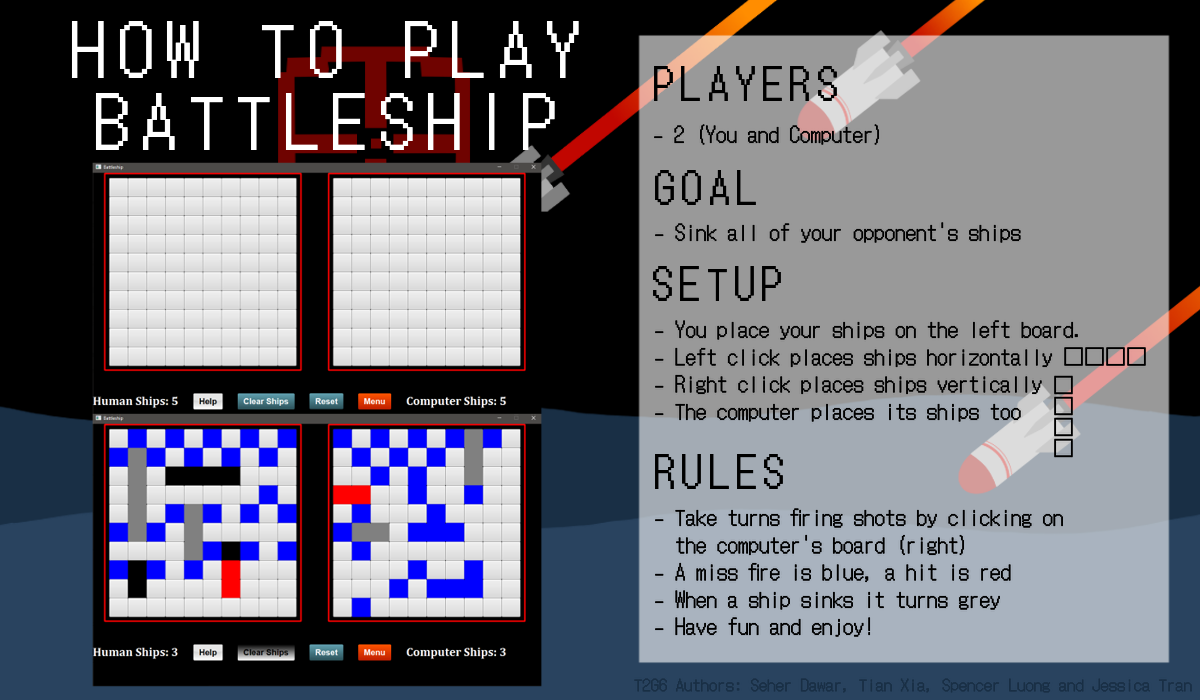 HOW TO PLAY
BATTLESHIP
Battleship
Human Ships: 5
Help
Clear Ships
Reset
Menu
Computer Ships: 5
Battleship
Human Ships: 3
Help
Clear Ships
Reset
Menu
Computer Ships: 3
PLAYERS
- 2 (You and Computer)
GOAL
- Sink all of your opponent's ships
SETUP
- You place your ships on the left board.
- Left click places ships horizontally
- Right click places ships vertically
- The computer places its ships too
RULES
- Take turns firing shots by clicking on
the computer's board (right)
- A miss fire is blue, a hit is red
- When a ship sinks it turns grey
- Have fun and enjoy!
T2G6 Authors: Seher Dawar, Tian Xia, Spencer Luong and Jessica Tran